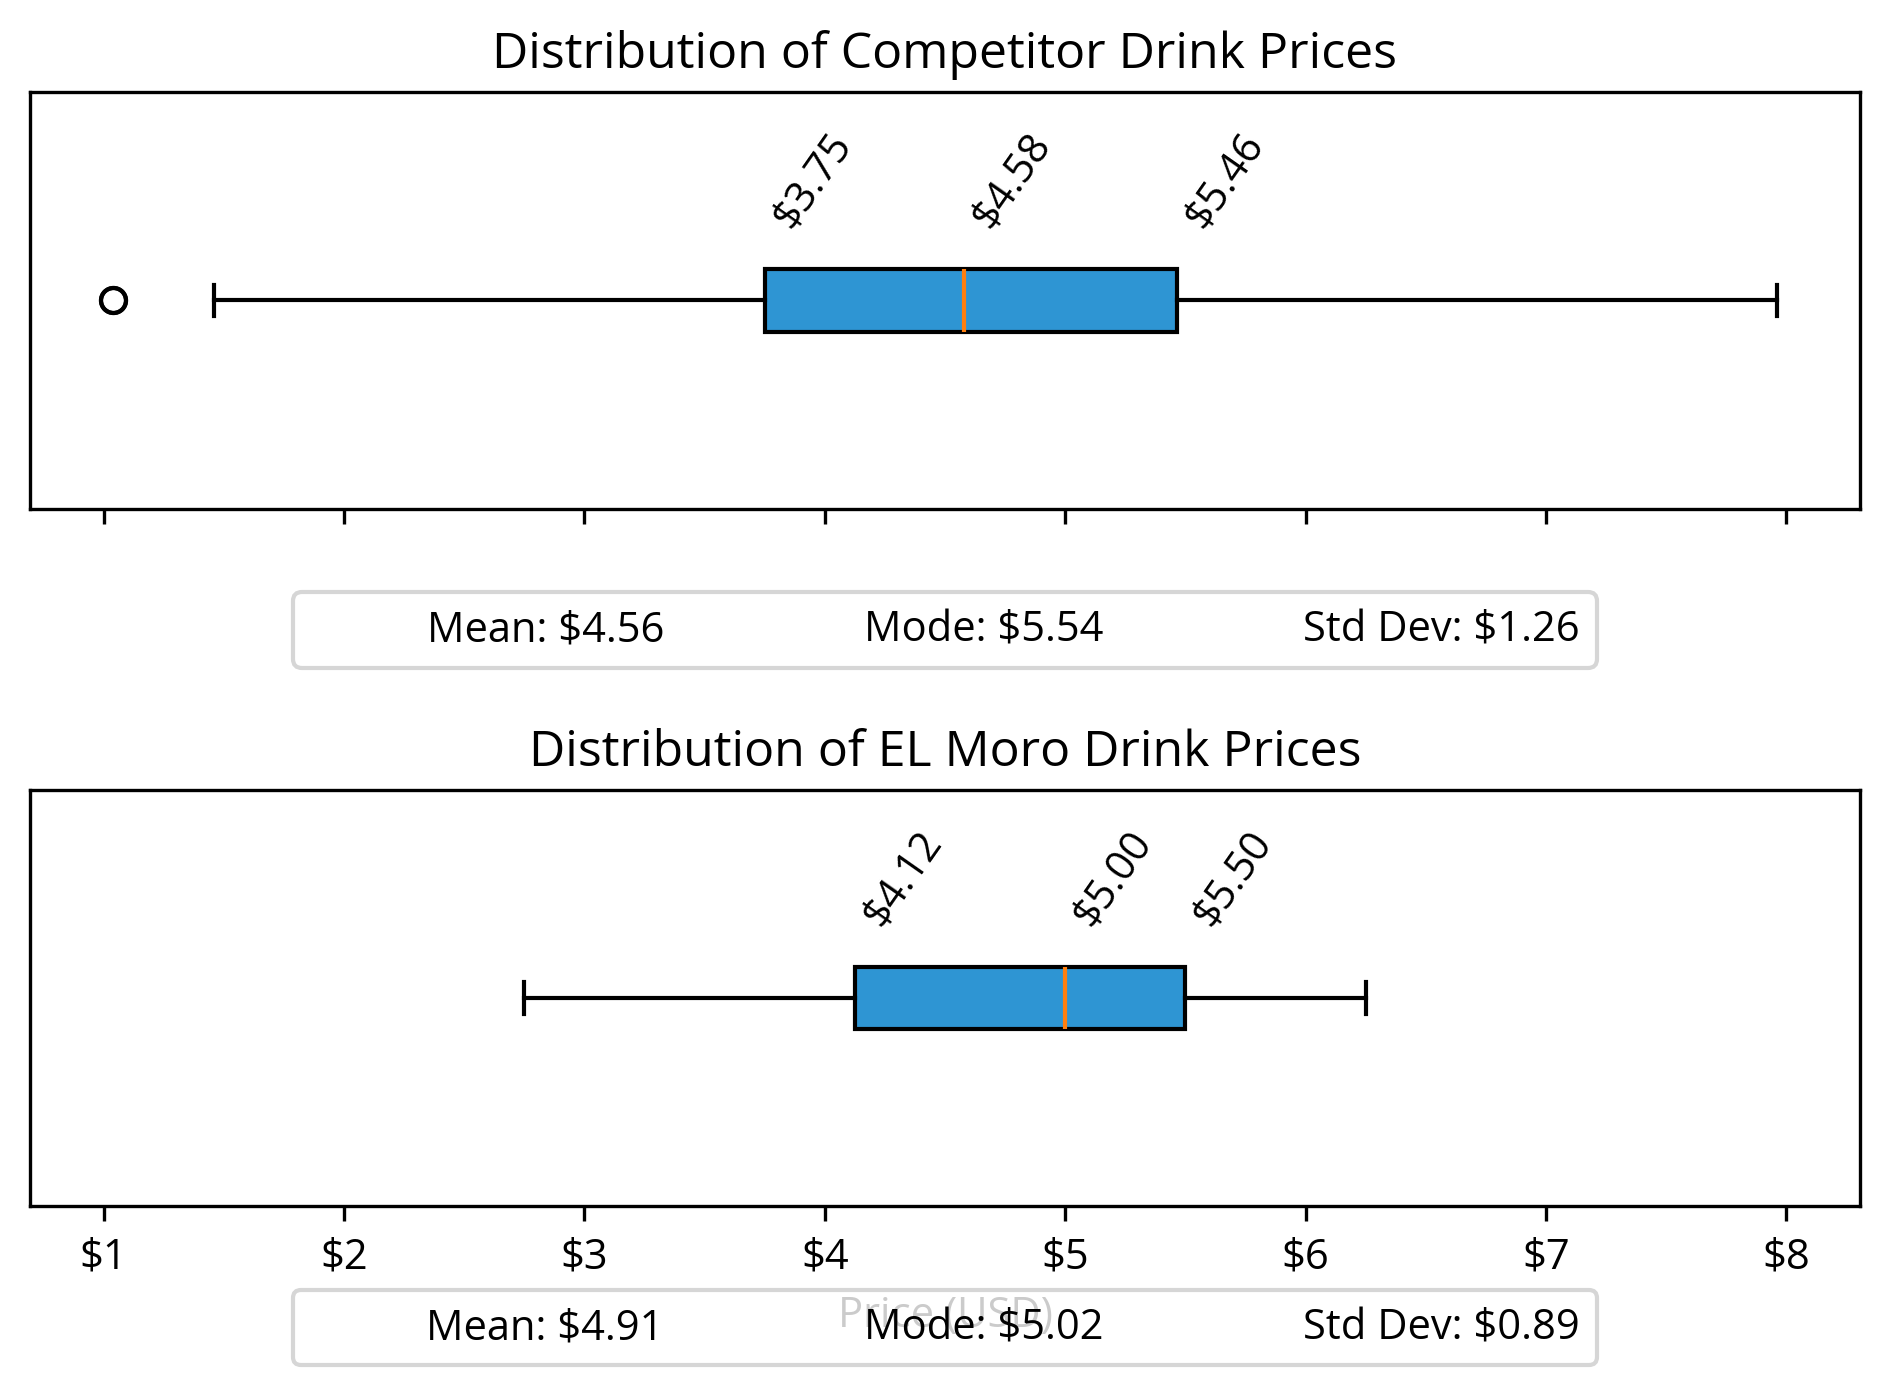 Distribution of Competitor Drink Prices
$3.75 $4.58 $5.46
Mean: $4.56 Mode: $5.54 Std Dev: $1.26
Distribution of EL Moro Drink Prices
$4.12 $5.00 $5.50
$1 $2 $3 $4 $5 $6 $7 $8
Price (USD)
Mean: $4.91 Mode: $5.02 Std Dev: $0.89